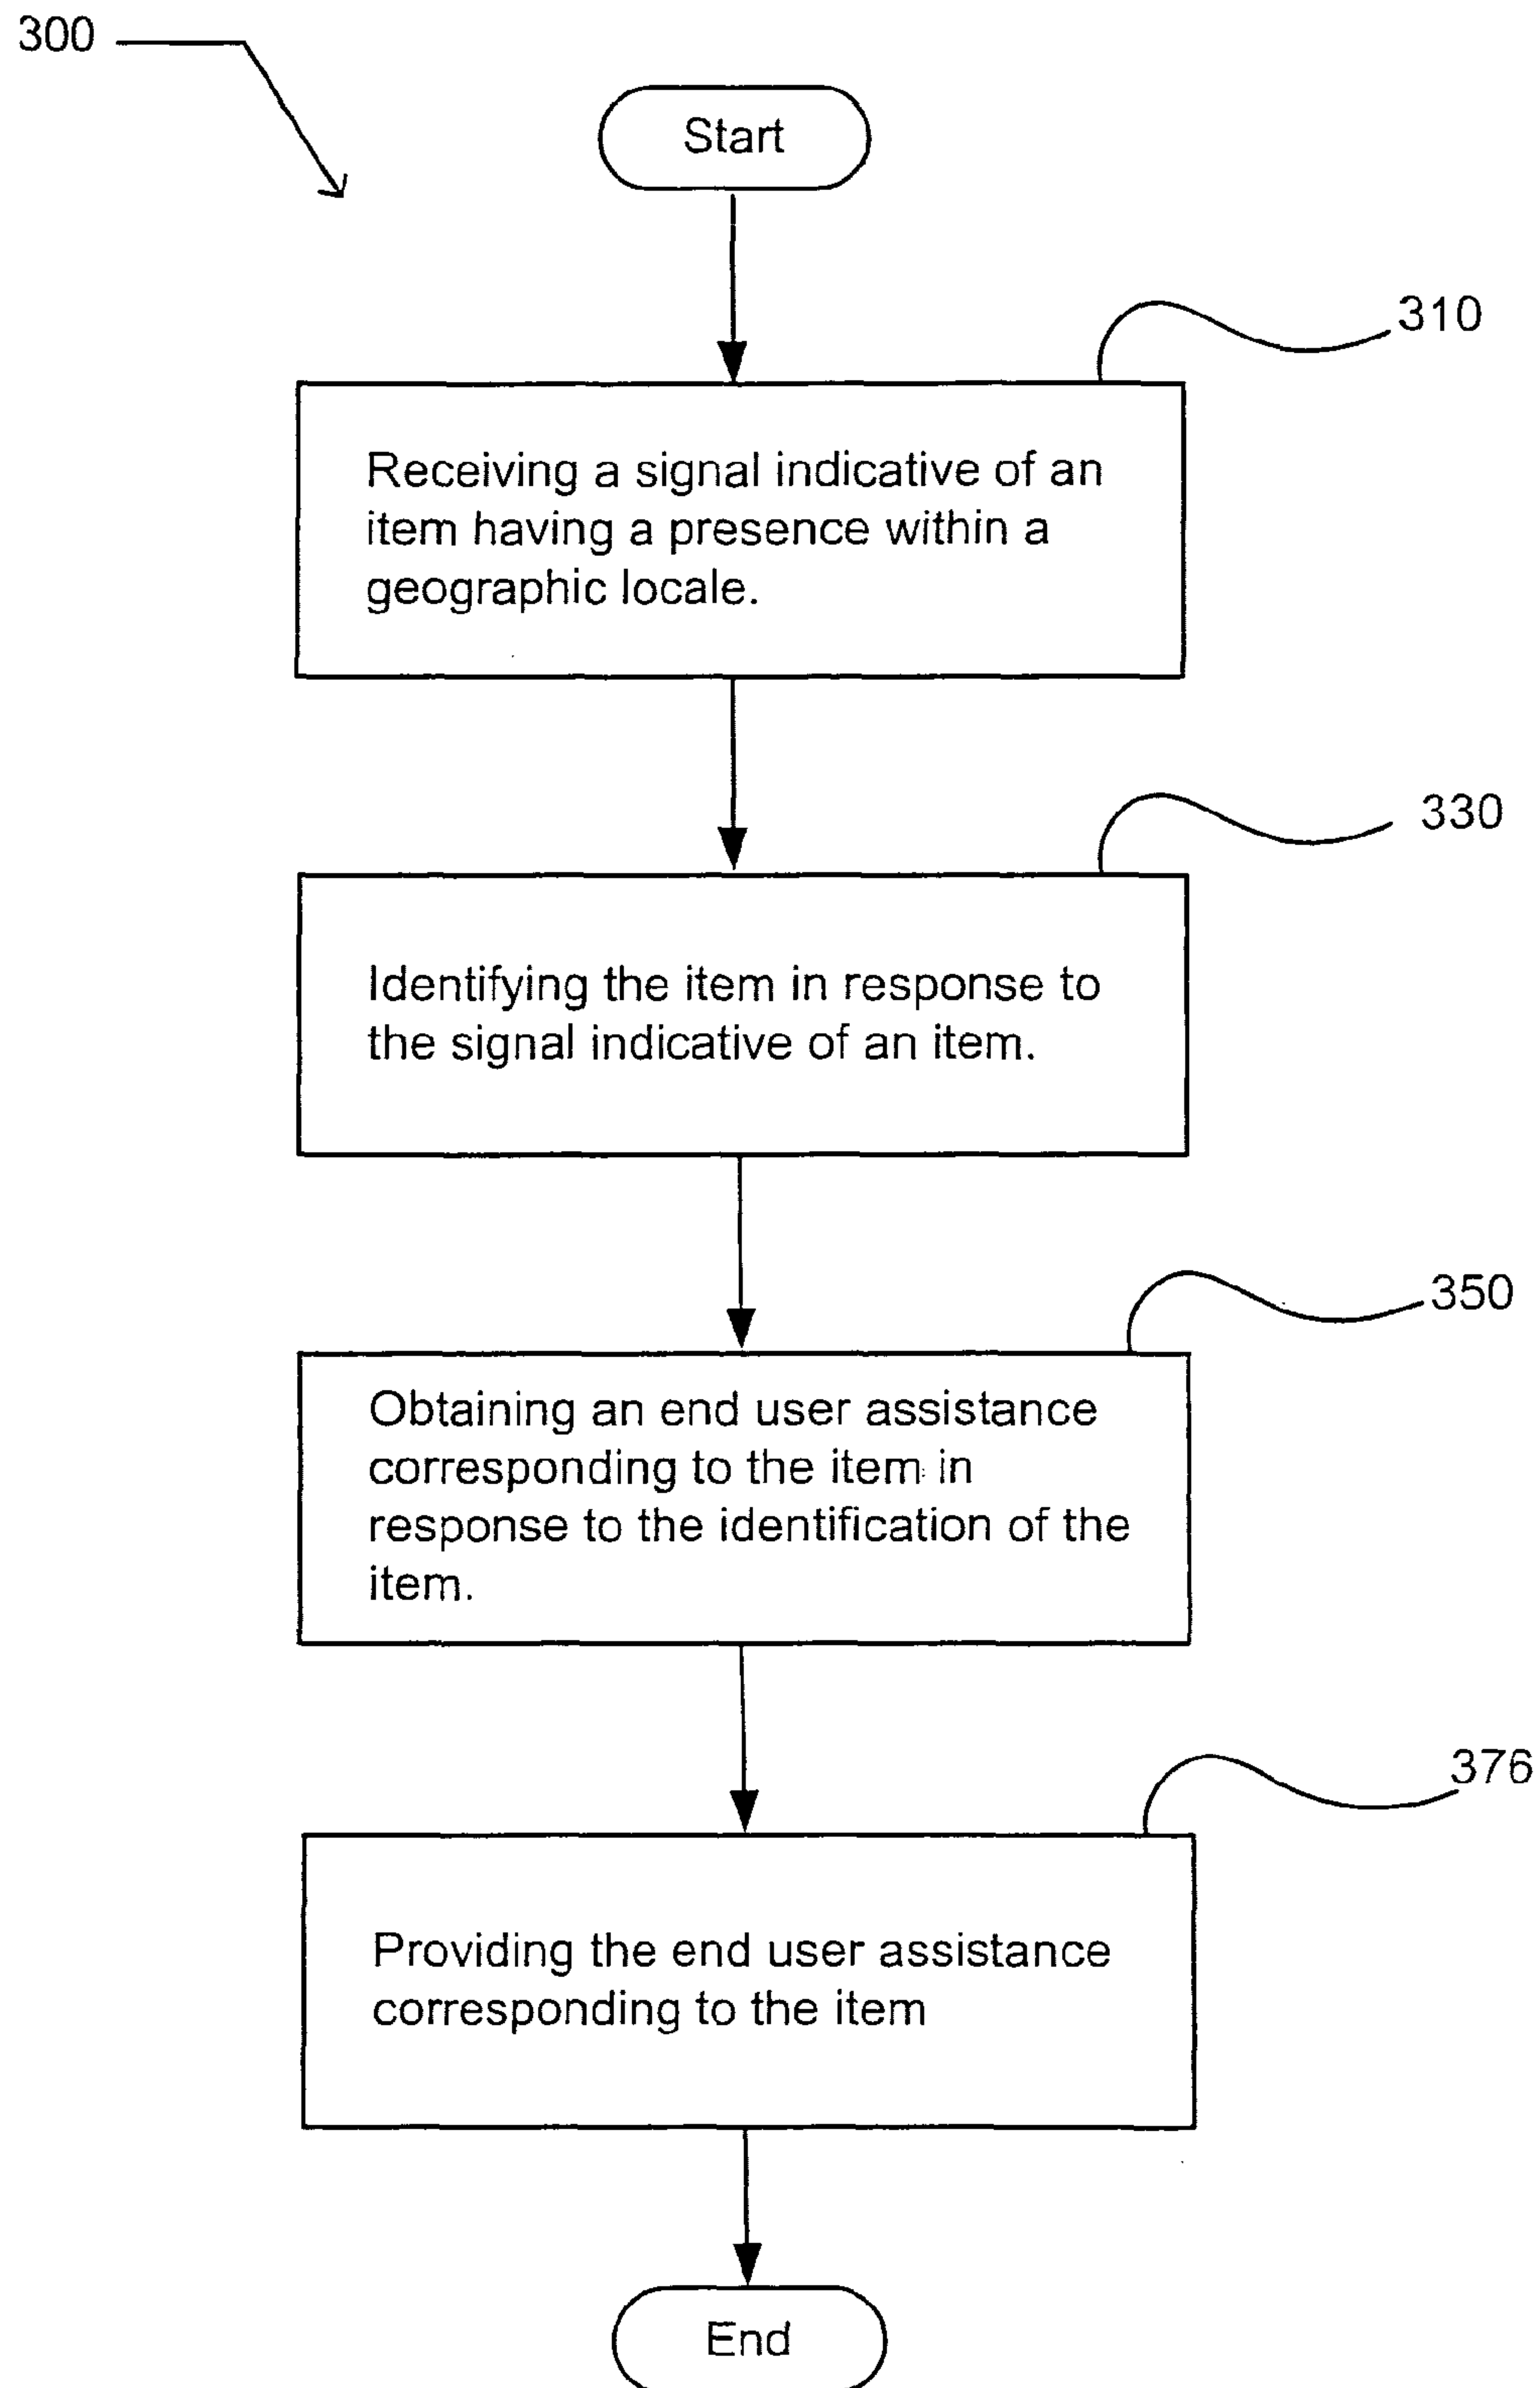 300
Start
310
Receiving a signal indicative of an
item having a presence within a
geographic locale.
330
Identifying the item in response to
the signal indicative of an item.
350
Obtaining an end user assistance
corresponding to the item in
response to the identification of the
item.
376
Providing the end user assistance
corresponding to the item
End